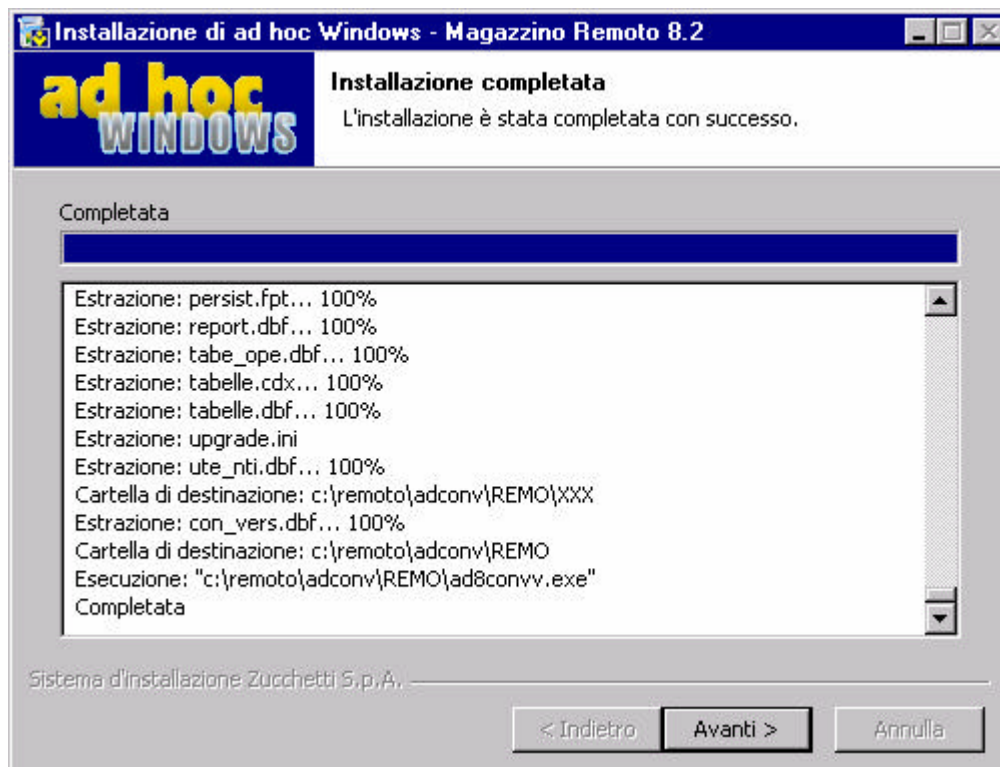 Installazione di ad hoc Windows - Magazzino Remoto 8.2
ad hoc
WINDOWS
Installazione completata
L'installazione è stata completata con successo.
Completata
Estrazione: persist.fpt... 100%
Estrazione: report.dbf... 100%
Estrazione: tabe_ope.dbf... 100%
Estrazione: tabelle.cdx... 100%
Estrazione: tabelle.dbf... 100%
Estrazione: upgrade.ini
Estrazione: ute_nti.dbf... 100%
Cartella di destinazione: c:\remoto\adconv\REMO\XXX
Estrazione: con_vers.dbf... 100%
Cartella di destinazione: c:\remoto\adconv\REMO
Esecuzione: "c:\remoto\adconv\REMO\ad8convv.exe"
Completata
Sistema d'installazione Zucchetti S.p.A.
< Indietro Avanti > Annulla